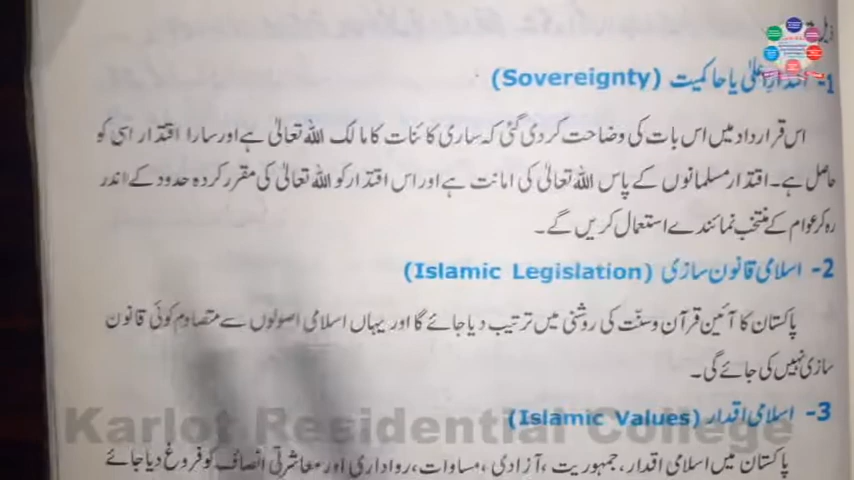 1- اقتدارِ اعلیٰ یا حاکمیت (Sovereignty)
اس قرارداد میں اس بات کی وضاحت کر دی گئی کہ ساری کائنات کا مالک اللہ تعالیٰ ہے اور سارا اقتدار اسی کو
حاصل ہے۔ اقتدار مسلمانوں کے پاس اللہ تعالیٰ کی امانت ہے اور اس اقتدار کو اللہ تعالیٰ کی مقرر کردہ حدود کے اندر
رہ کر عوام کے منتخب نمائندے استعمال کریں گے۔
2- اسلامی قانون سازی (Islamic Legislation)
پاکستان کا آئین قرآن و سنّت کی روشنی میں ترتیب دیا جائے گا اور یہاں اسلامی اصولوں سے متصادم کوئی قانون
سازی نہیں کی جائے گی۔
3- اسلامی اقدار (Islamic Values)
Karlot Residential College
پاکستان میں اسلامی اقدار، جمہوریت، آزادی، مساوات، رواداری اور معاشرتی انصاف کو فروغ دیا جائے